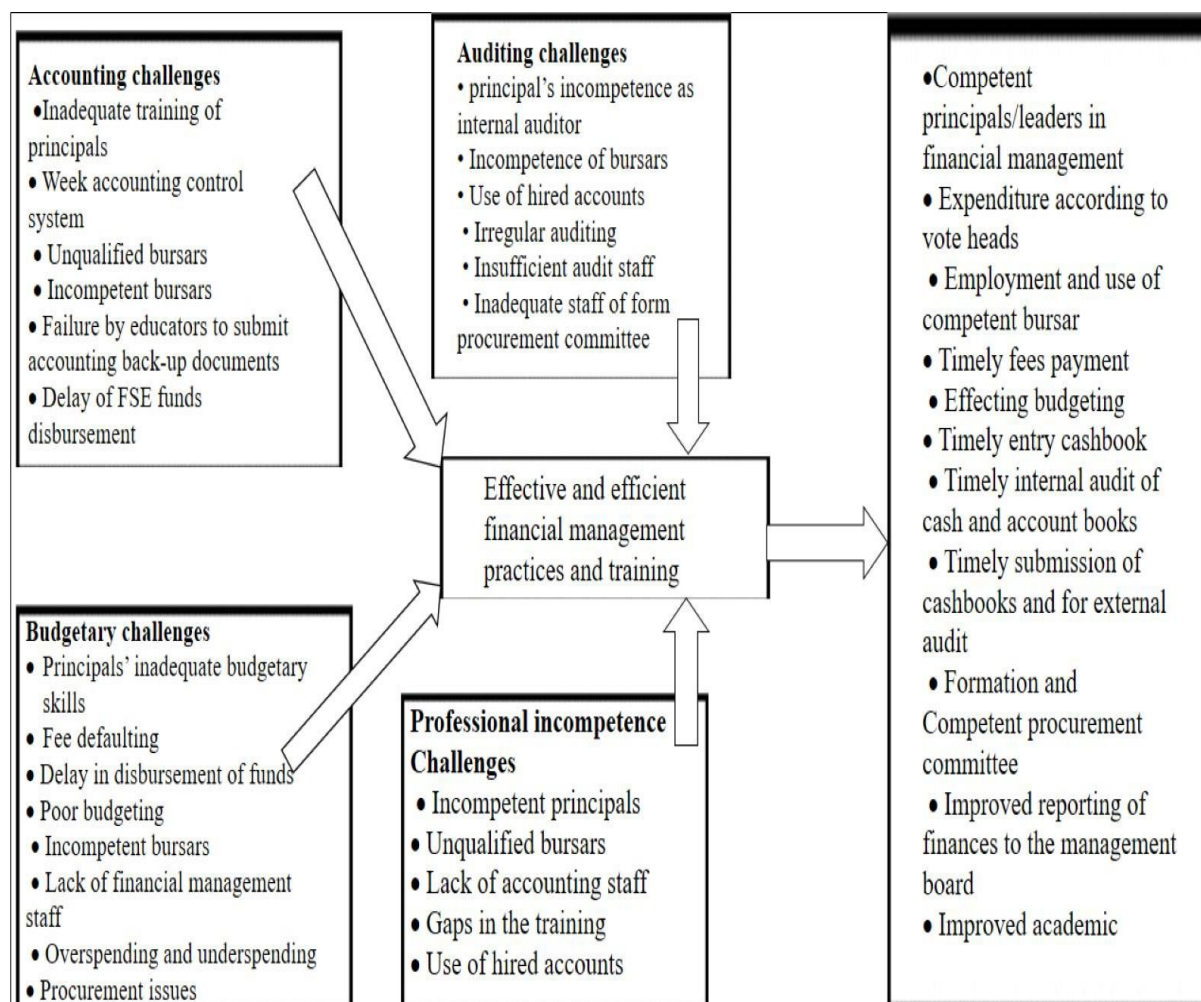 Accounting challenges
•Inadequate training of
principals
• Week accounting control
system
• Unqualified bursars
• Incompetent bursars
• Failure by educators to submit
accounting back-up documents
• Delay of FSE funds
disbursement
Auditing challenges
• principal’s incompetence as
internal auditor
• Incompetence of bursars
• Use of hired accounts
• Irregular auditing
• Insufficient audit staff
• Inadequate staff of form
procurement committee
Effective and efficient
financial management
practices and training
Budgetary challenges
• Principals’ inadequate budgetary
skills
• Fee defaulting
• Delay in disbursement of funds
• Poor budgeting
• Incompetent bursars
• Lack of financial management
staff
• Overspending and underspending
• Procurement issues
Professional incompetence
Challenges
• Incompetent principals
• Unqualified bursars
• Lack of accounting staff
• Gaps in the training
• Use of hired accounts
•Competent
principals/leaders in
financial management
• Expenditure according to
vote heads
• Employment and use of
competent bursar
• Timely fees payment
• Effecting budgeting
• Timely entry cashbook
• Timely internal audit of
cash and account books
• Timely submission of
cashbooks and for external
audit
• Formation and
Competent procurement
committee
• Improved reporting of
finances to the management
board
• Improved academic